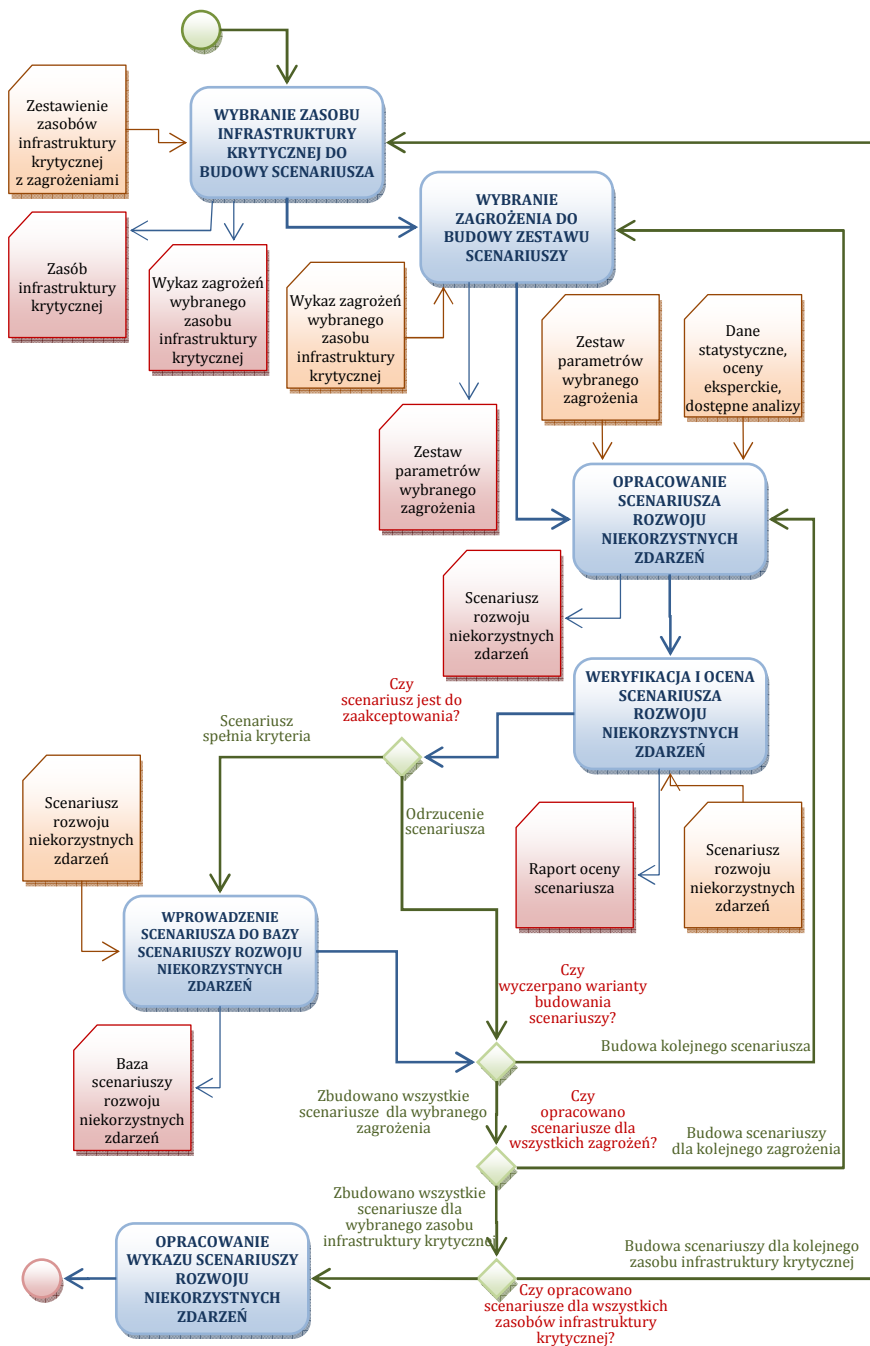 Zestawienie
zasobów
infrastruktury
krytycznej
z zagrożeniami
WYBRANIE ZASOBU
INFRASTRUKTURY
KRYTYCZNEJ DO
BUDOWY SCENARIUSZA
WYBRANIE
ZAGROŻENIA DO
BUDOWY ZESTAWU
SCENARIUSZY
Zasób
infrastruktury
krytycznej
Wykaz zagrożeń
wybranego
zasobu
infrastruktury
krytycznej
Wykaz zagrożeń
wybranego
zasobu
infrastruktury
krytycznej
Zestaw
parametrów
wybranego
zagrożenia
Dane
statystyczne,
oceny
eksperckie,
dostępne analizy
Zestaw
parametrów
wybranego
zagrożenia
OPRACOWANIE
SCENARIUSZA
ROZWOJU
NIEKORZYSTNYCH
ZDARZEŃ
Scenariusz
rozwoju
niekorzystnych
zdarzeń
WERYFIKACJA I OCENA
SCENARIUSZA
ROZWOJU
NIEKORZYSTNYCH
ZDARZEŃ
Czy
scenariusz jest do
zaakceptowania?
Scenariusz
spełnia kryteria
Odrzucenie
scenariusza
Scenariusz
rozwoju
niekorzystnych
zdarzeń
Raport oceny
scenariusza
Scenariusz
rozwoju
niekorzystnych
zdarzeń
WPROWADZENIE
SCENARIUSZA DO BAZY
SCENARIUSZY ROZWOJU
NIEKORZYSTNYCH
ZDARZEŃ
Czy
wyczerpano warianty
budowania
scenariuszy?
Budowa kolejnego scenariusza
Baza
scenariuszy
rozwoju
niekorzystnych
zdarzeń
Zbudowano wszystkie
scenariusze dla wybranego
zagrożenia
Czy
opracowano
scenariusze dla
wszystkich zagrożeń?
Budowa scenariuszy
dla kolejnego zagrożenia
Zbudowano wszystkie
scenariusze dla
wybranego zasobu
infrastruktury krytycznej
OPRACOWANIE
WYKAZU SCENARIUSZY
ROZWOJU
NIEKORZYSTNYCH
ZDARZEŃ
Budowa scenariuszy dla kolejnego
zasobu infrastruktury krytycznej
Czy opracowano
scenariusze dla wszystkich
zasobów infrastruktury
krytycznej?